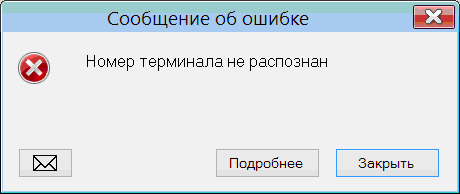 Сообщение об ошибке
Номер терминала не распознан
Подробнее
Закрыть